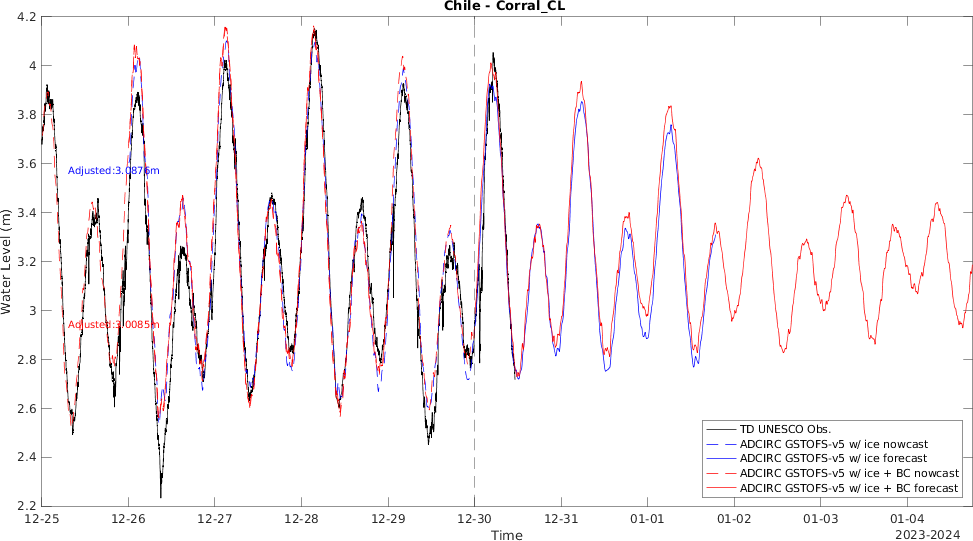 Chile - Corral_CL
4.2
4
3.8
3.6
3.4
3.2
3
2.8
2.6
2.4
2.2
Water Level (m)
Adjusted:3.0876m
Adjusted:3.0085m
TD UNESCO Obs.
ADCIRC GSTOFS-v5 w/ ice nowcast
ADCIRC GSTOFS-v5 w/ ice forecast
ADCIRC GSTOFS-v5 w/ ice + BC nowcast
ADCIRC GSTOFS-v5 w/ ice + BC forecast
12-25 12-26 12-27 12-28 12-29 12-30 12-31 01-01 01-02 01-03 01-04
Time
2023-2024